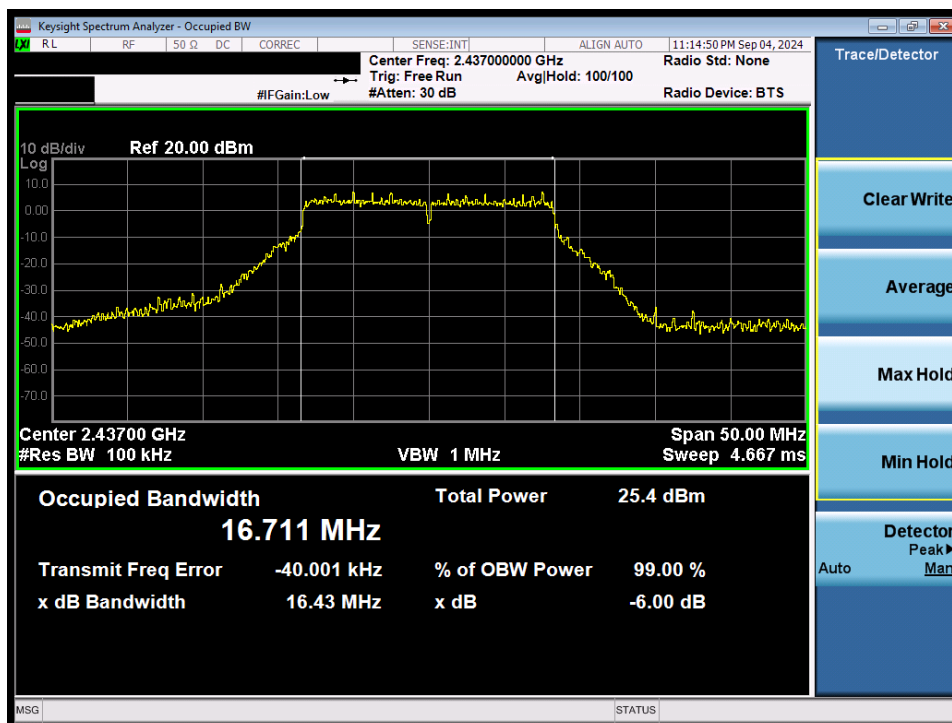 Keysight Spectrum Analyzer - Occupied BW
LXI RL RF 50 Ω DC CORREC SENSE:INT ALIGN AUTO 11:14:50 PM Sep 04, 2024
Center Freq: 2.437000000 GHz Radio Std: None
Trig: Free Run Avg|Hold: 100/100
#IFGain:Low #Atten: 30 dB Radio Device: BTS
Trace/Detector
10 dB/div Ref 20.00 dBm
Log
10.0
0.00
-10.0
-20.0
-30.0
-40.0
-50.0
-60.0
-70.0
Center 2.43700 GHz Span 50.00 MHz
#Res BW 100 kHz VBW 1 MHz Sweep 4.667 ms
Occupied Bandwidth Total Power 25.4 dBm
16.711 MHz
Transmit Freq Error -40.001 kHz % of OBW Power 99.00 %
x dB Bandwidth 16.43 MHz x dB -6.00 dB
Clear Write
Average
Max Hold
Min Hold
Detector
Peak
Auto Man
MSG STATUS